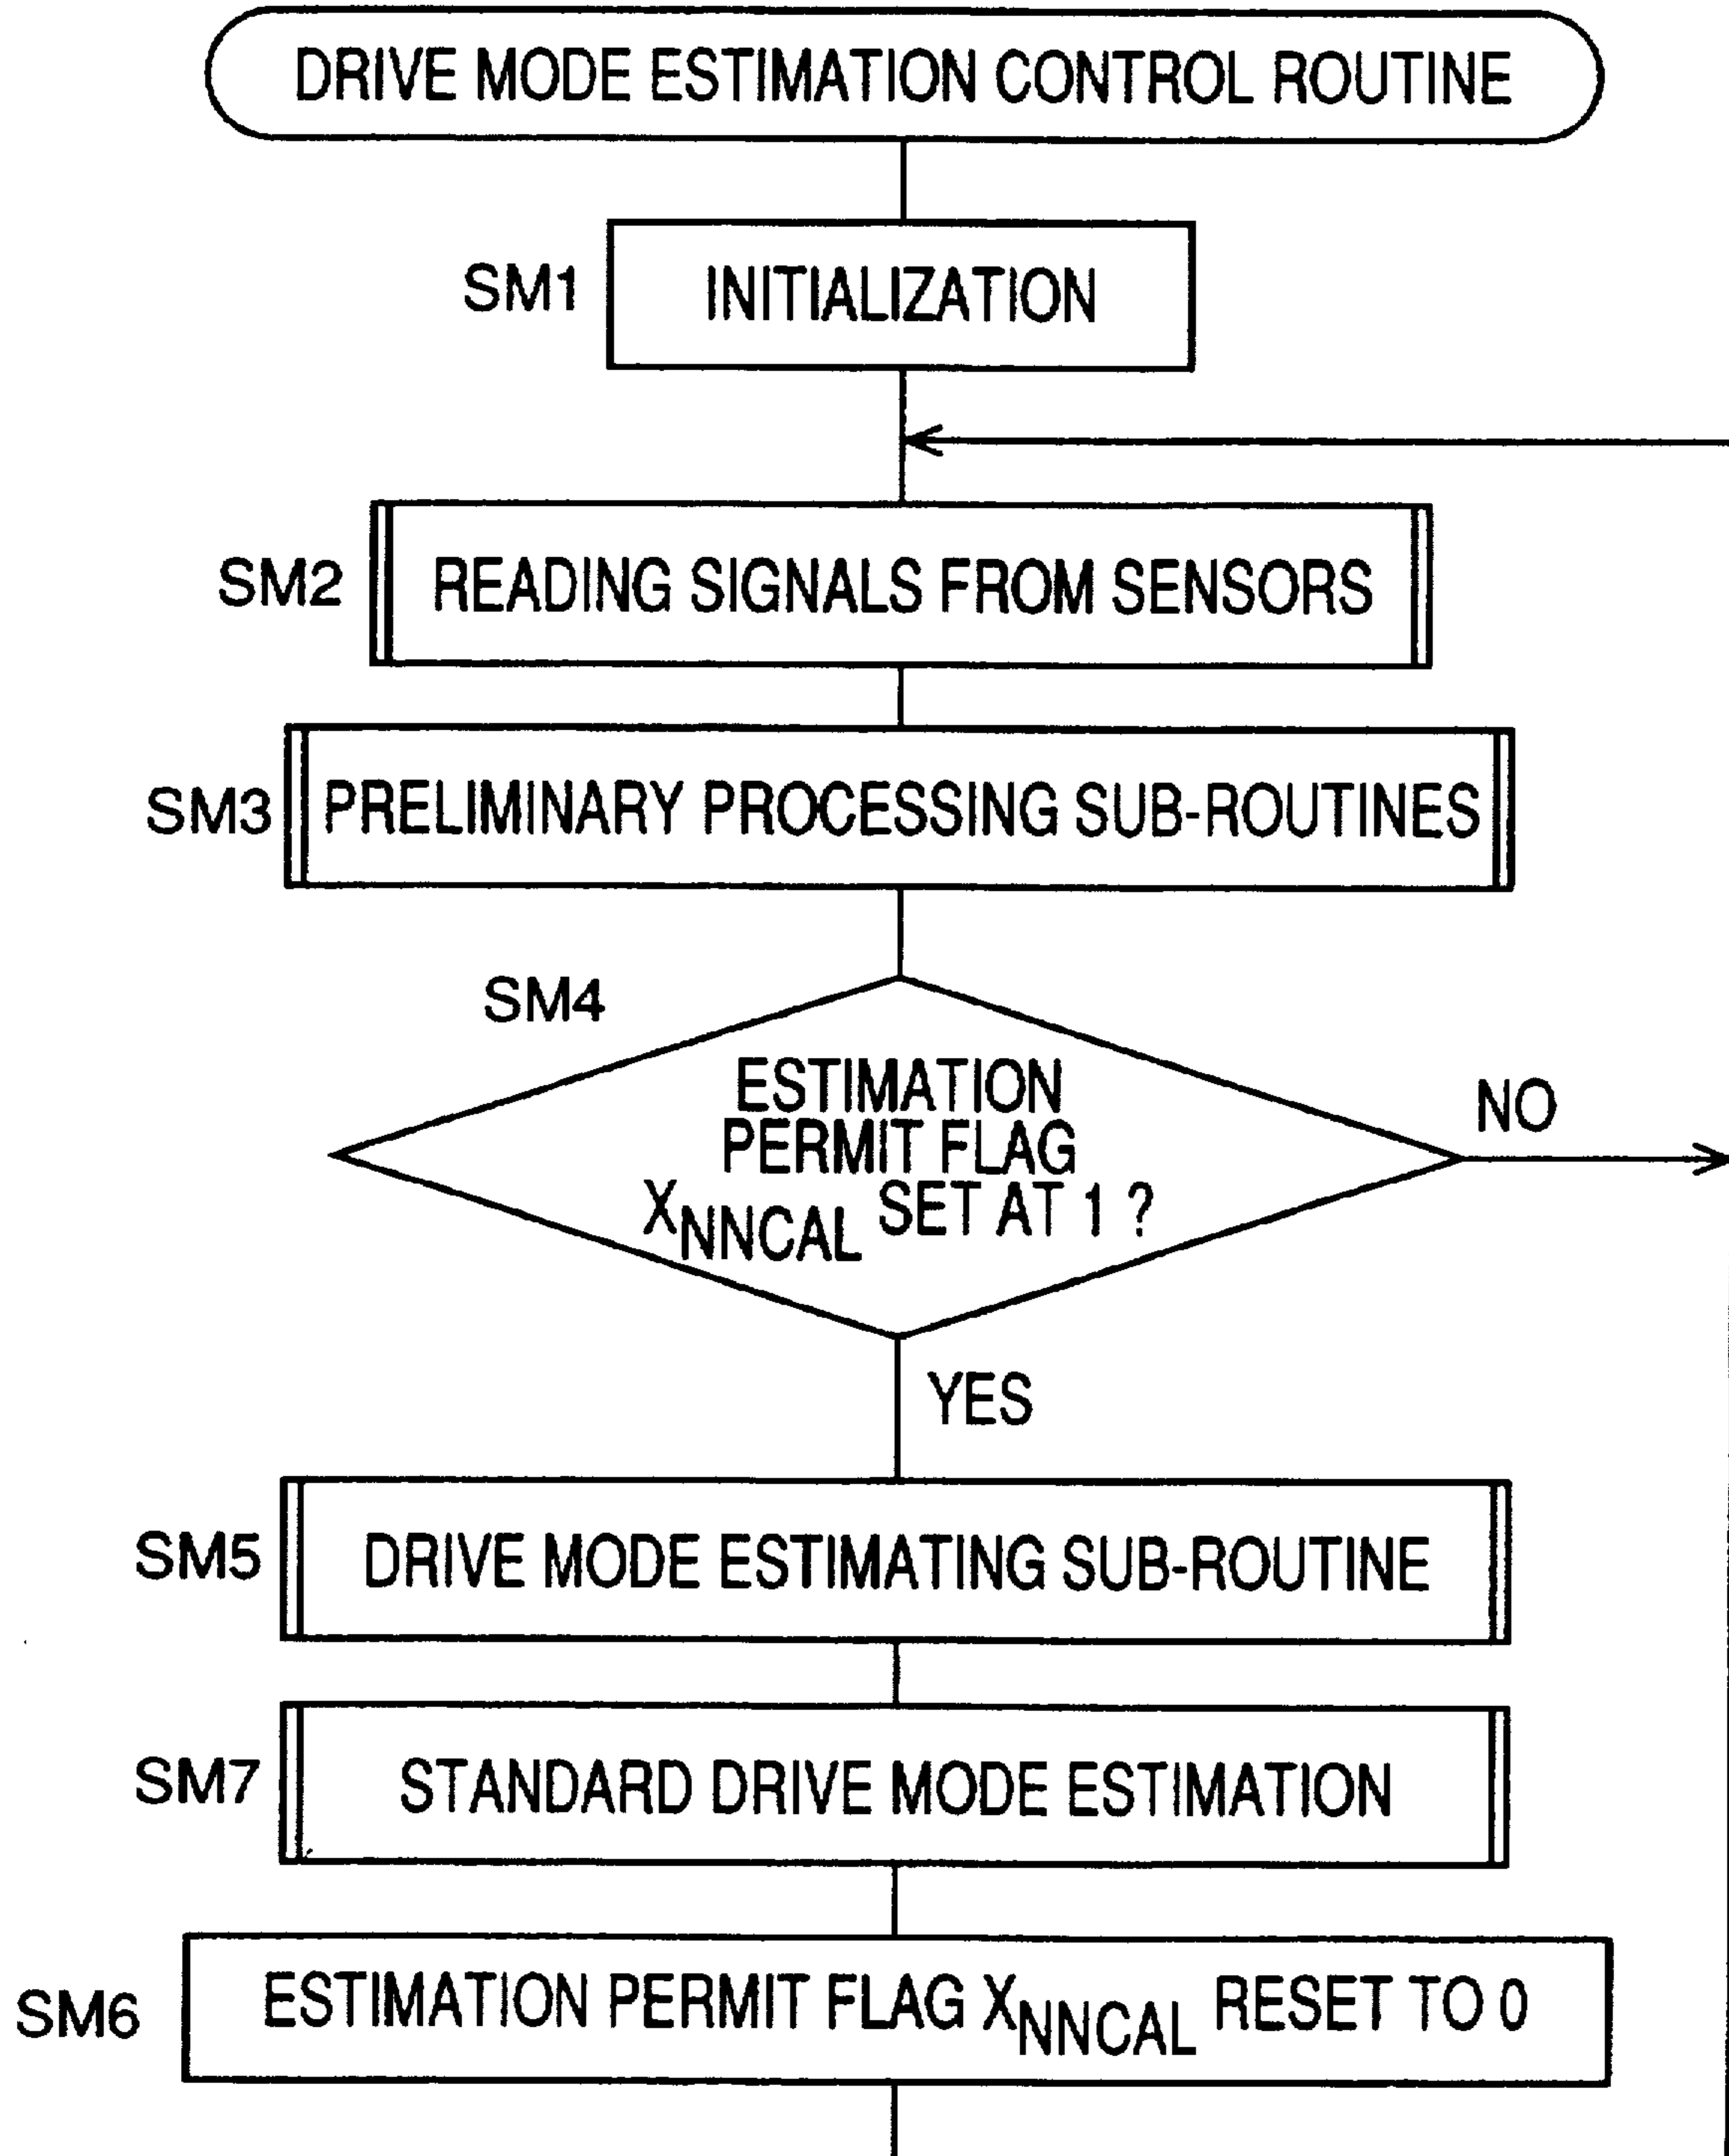 DRIVE MODE ESTIMATION CONTROL ROUTINE
SM1 INITIALIZATION
SM2 READING SIGNALS FROM SENSORS
SM3 PRELIMINARY PROCESSING SUB-ROUTINES
SM4
ESTIMATION
PERMIT FLAG
XNNCAL SET AT 1 ?
NO
YES
SM5 DRIVE MODE ESTIMATING SUB-ROUTINE
SM7 STANDARD DRIVE MODE ESTIMATION
SM6 ESTIMATION PERMIT FLAG XNNCAL RESET TO 0